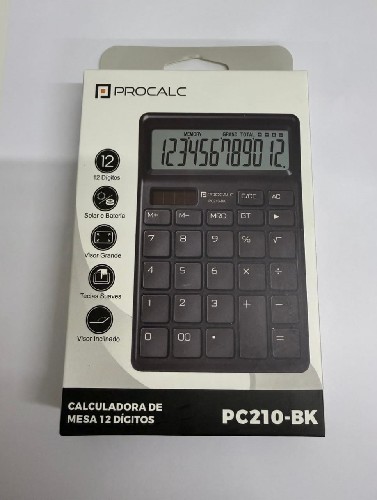 PROCALC
MEMORY GRAND TOTAL
123456789012.
12
12 Dígitos
Solar e Bateria
Visor Grande
Teclas Suaves
Visor Inclinado
PROCALC
C/CE AC
M+ M- MRC GT ▶
7 8 9 % √
4 5 6 × ÷
1 2 3 + -
0 00 • =
CALCULADORA DE
MESA 12 DÍGITOS
PC210-BK